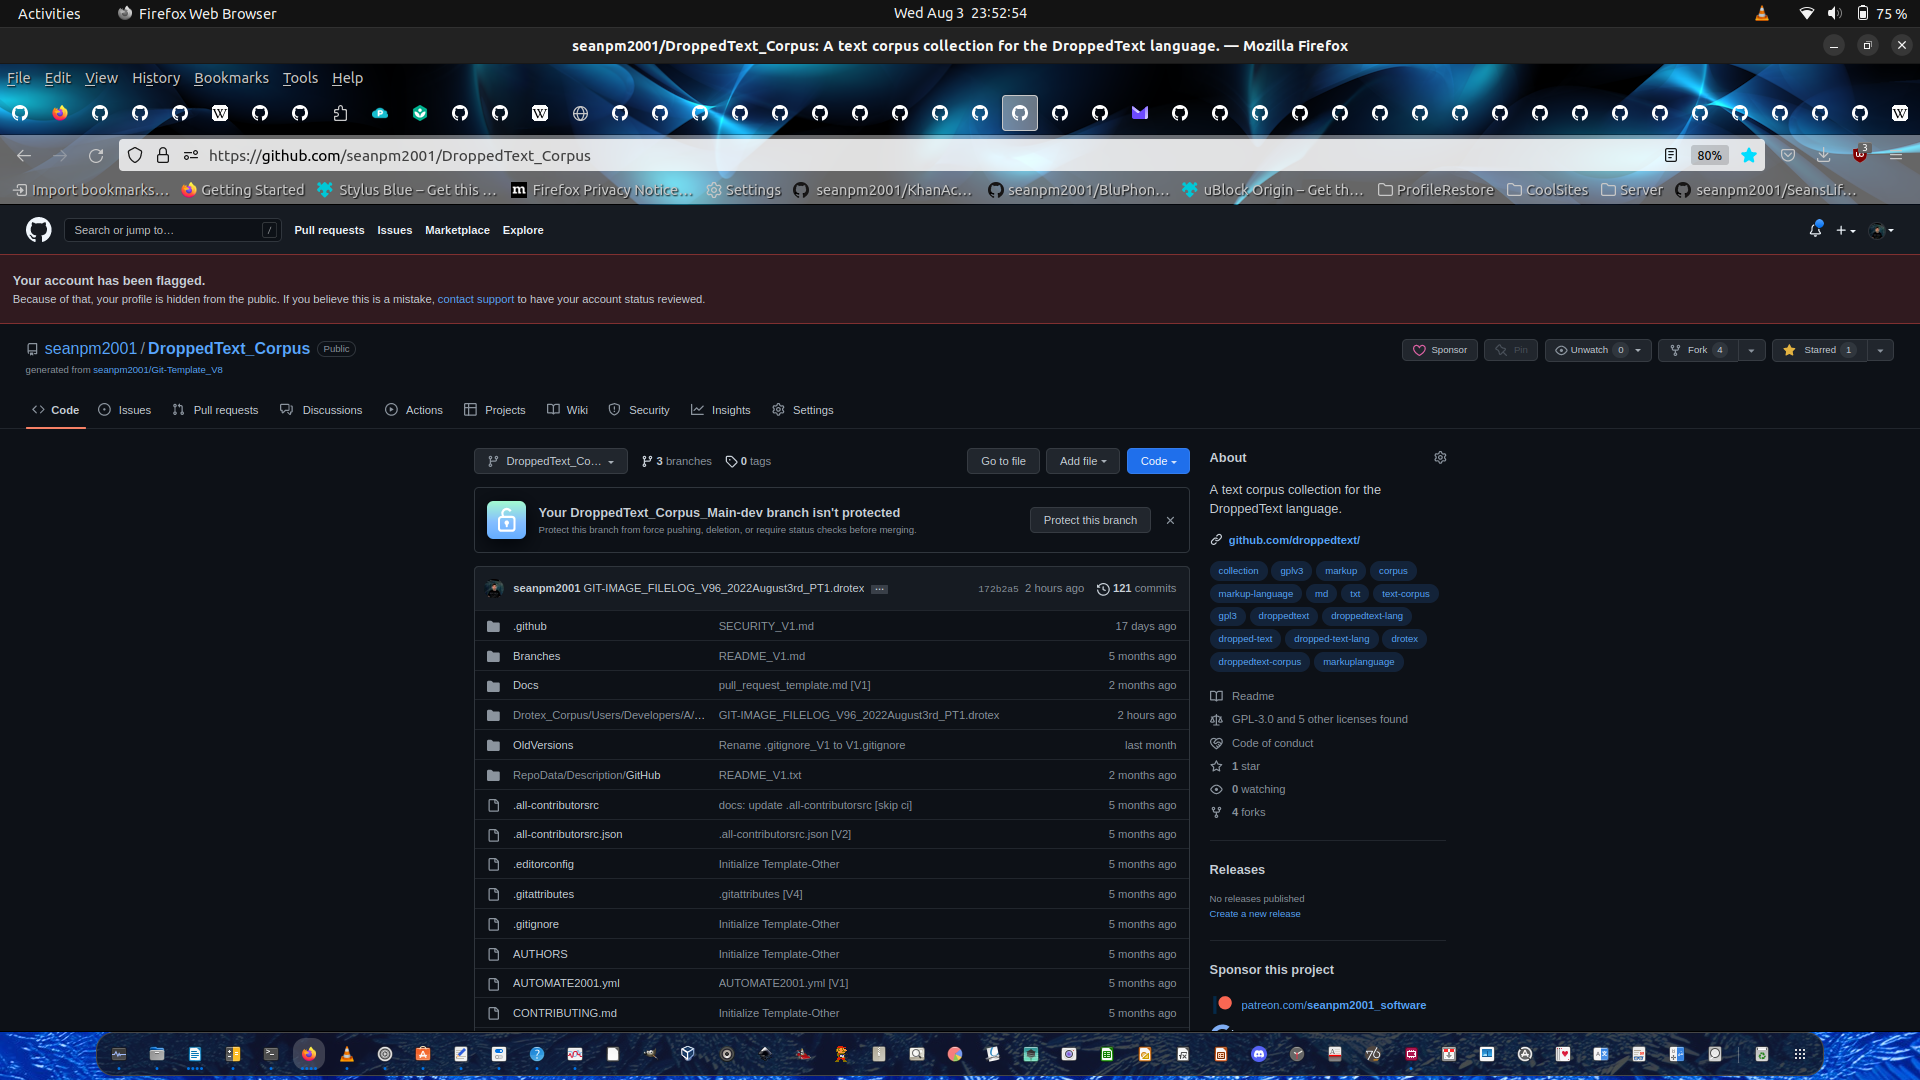 Activities
Firefox Web Browser
Wed Aug 3 23:52:54
75 %
seanpm2001/DroppedText_Corpus: A text corpus collection for the DroppedText language. — Mozilla Firefox
File Edit View History Bookmarks Tools Help
https://github.com/seanpm2001/DroppedText_Corpus
80%
3
Import bookmarks…
Getting Started
Stylus Blue – Get this …
Firefox Privacy Notice…
Settings
seanpm2001/KhanAc…
seanpm2001/BluPhon…
uBlock Origin – Get th…
ProfileRestore
CoolSites
Server
seanpm2001/SeansLif…
Search or jump to…
/
Pull requests
Issues
Marketplace
Explore
Your account has been flagged.
Because of that, your profile is hidden from the public. If you believe this is a mistake, contact support to have your account status reviewed.
seanpm2001 / DroppedText_Corpus
Public
Sponsor
Pin
Unwatch 0
Fork 4
Starred 1
generated from seanpm2001/Git-Template_V8
Code
Issues
Pull requests
Discussions
Actions
Projects
Wiki
Security
Insights
Settings
DroppedText_Co…
3 branches
0 tags
Go to file
Add file
Code
Your DroppedText_Corpus_Main-dev branch isn't protected
Protect this branch from force pushing, deletion, or require status checks before merging.
Protect this branch
seanpm2001 GIT-IMAGE_FILELOG_V96_2022August3rd_PT1.drotex … 172b2a5 2 hours ago 121 commits
.github SECURITY_V1.md 17 days ago
Branches README_V1.md 5 months ago
Docs pull_request_template.md [V1] 2 months ago
Drotex_Corpus/Users/Developers/A/… GIT-IMAGE_FILELOG_V96_2022August3rd_PT1.drotex 2 hours ago
OldVersions Rename .gitignore_V1 to V1.gitignore last month
RepoData/Description/GitHub README_V1.txt 2 months ago
.all-contributorsrc docs: update .all-contributorsrc [skip ci] 5 months ago
.all-contributorsrc.json .all-contributorsrc.json [V2] 5 months ago
.editorconfig Initialize Template-Other 5 months ago
.gitattributes .gitattributes [V4] 5 months ago
.gitignore Initialize Template-Other 5 months ago
AUTHORS Initialize Template-Other 5 months ago
AUTOMATE2001.yml AUTOMATE2001.yml [V1] 5 months ago
CONTRIBUTING.md Initialize Template-Other 5 months ago
About
A text corpus collection for the
DroppedText language.
github.com/droppedtext/
collection gplv3 markup corpus
markup-language md txt text-corpus
gpl3 droppedtext droppedtext-lang
dropped-text dropped-text-lang drotex
droppedtext-corpus markuplanguage
Readme
GPL-3.0 and 5 other licenses found
Code of conduct
1 star
0 watching
4 forks
Releases
No releases published
Create a new release
Sponsor this project
patreon.com/seanpm2001_software